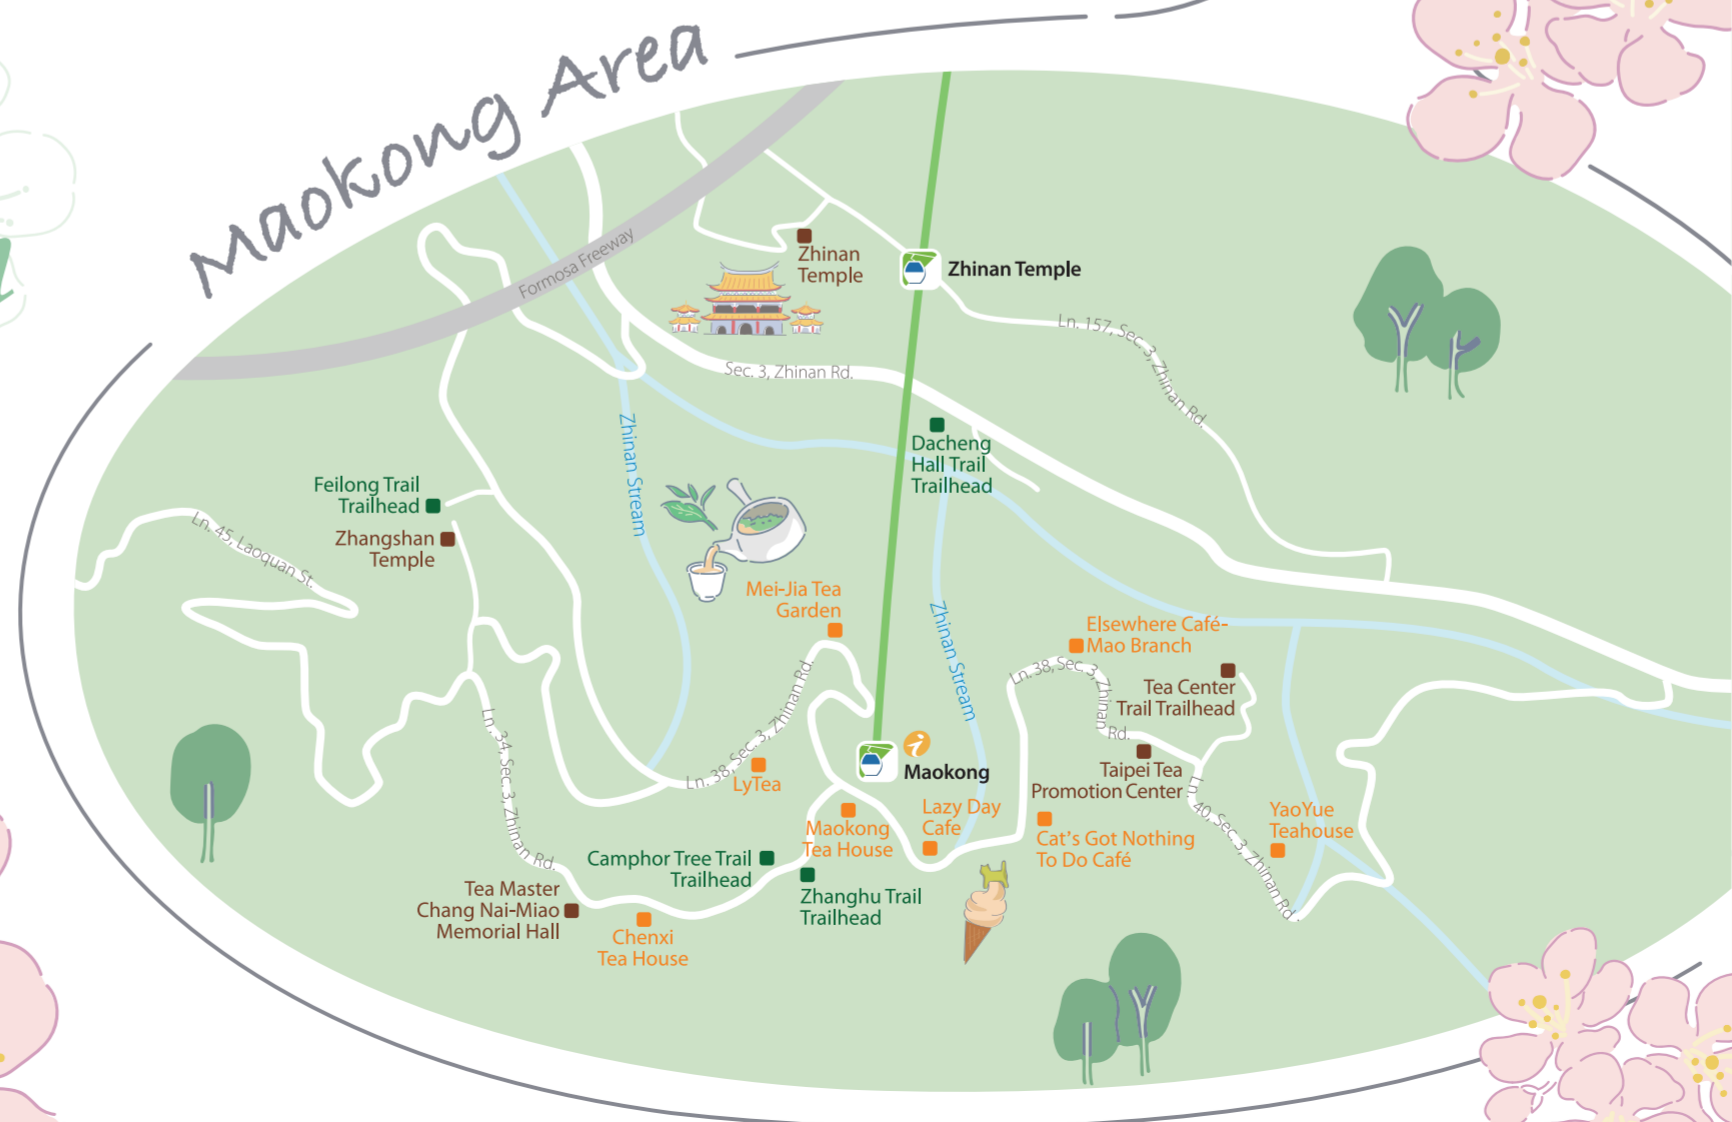 Maokong Area
Formosa Freeway
Zhinan
Temple
Zhinan Temple
Ln. 157, Sec. 3, Zhinan Rd.
Sec. 3, Zhinan Rd.
Zhinan Stream
Dacheng
Hall Trail
Trailhead
Feilong Trail
Trailhead
Zhangshan
Temple
Ln. 45, Laoquan St.
Mei-Jia Tea
Garden
Zhinan Stream
Elsewhere Café-
Mao Branch
Ln. 38, Sec. 3, Zhinan Rd.
Tea Center
Trail Trailhead
Ln. 34, Sec. 3, Zhinan Rd.
Ln. 38, Sec. 3, Zhinan Rd.
LyTea
Maokong
Taipei Tea
Promotion Center
Ln. 40, Sec. 3, Zhinan Rd.
Maokong
Tea House
Lazy Day
Cafe
Cat's Got Nothing
To Do Café
YaoYue
Teahouse
Camphor Tree Trail
Trailhead
Zhanghu Trail
Trailhead
Tea Master
Chang Nai-Miao
Memorial Hall
Chenxi
Tea House